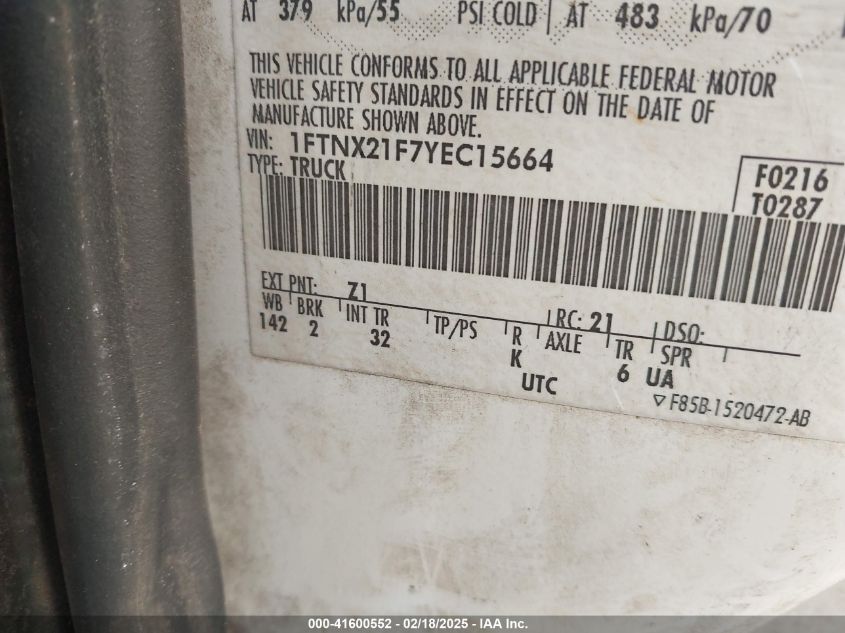 AT 379 kPa/55 PSI COLD AT 483 kPa/70
THIS VEHICLE CONFORMS TO ALL APPLICABLE FEDERAL MOTOR
VEHICLE SAFETY STANDARDS IN EFFECT ON THE DATE OF
MANUFACTURE SHOWN ABOVE.
VIN: 1FTNX21F7YEC15664
TYPE: TRUCK
F0216
T0287
EXT PNT: Z1 RC: 21 DSO:
WB BRK INT TR TP/PS R AXLE TR SPR
142 2 32 K 6 UA
UTC
▽ F85B-1520472-AB
000-41600552 - 02/18/2025 - IAA Inc.